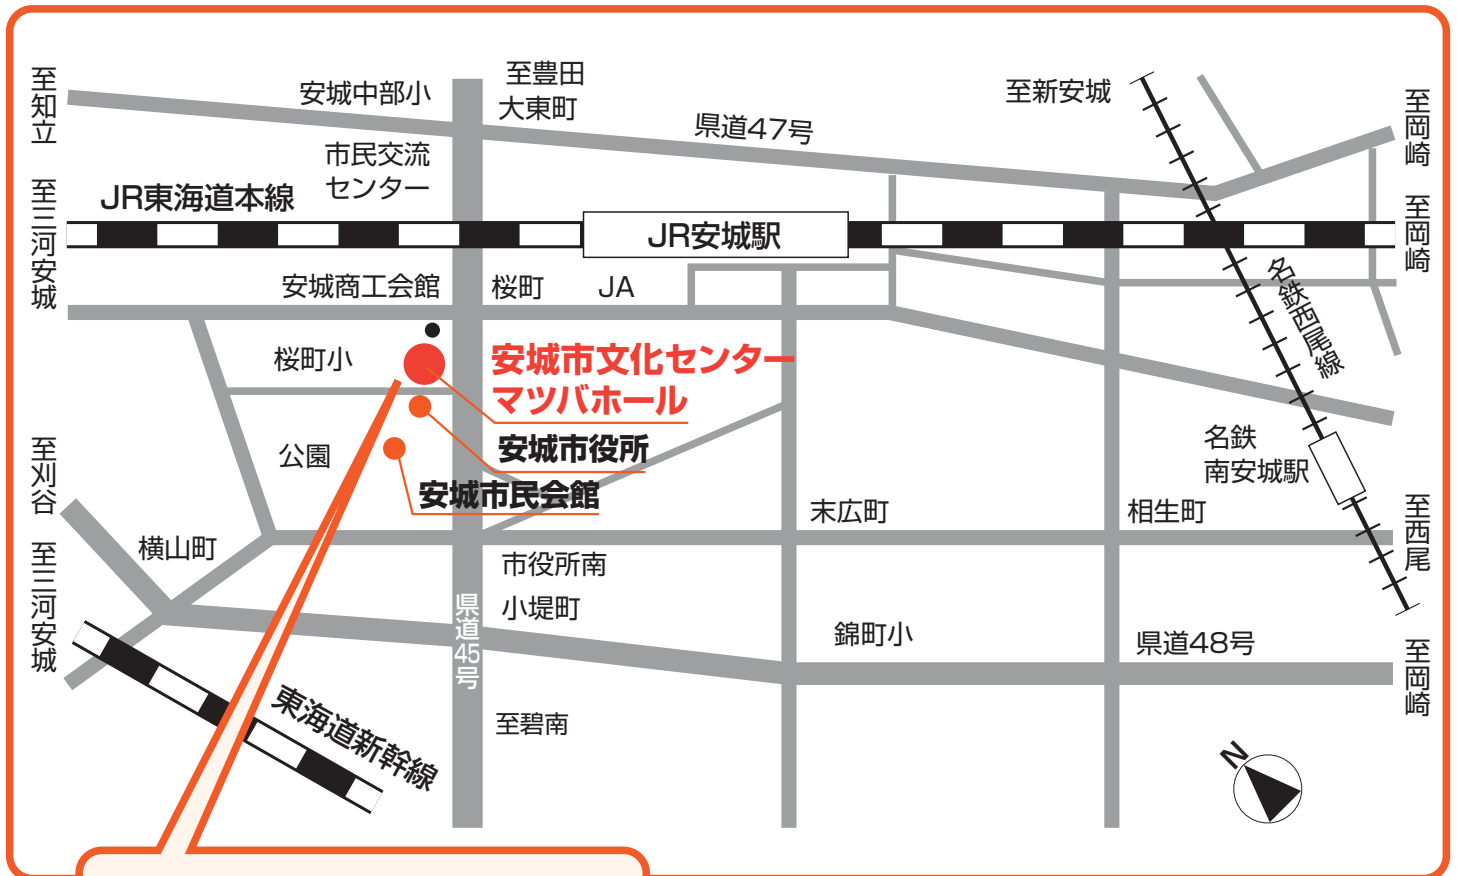 至知立
安城中部小
至豊田
大東町
県道47号
至新安城
至岡崎
市民交流
センター
JR東海道本線
至三河安城
JR安城駅
至岡崎
安城商工会館
桜町
JA
名鉄西尾線
桜町小
安城市文化センター
マツバホール
公園
安城市役所
名鉄
南安城駅
至刈谷
安城市民会館
末広町
相生町
至西尾
横山町
市役所南
至三河安城
県道45号
小堤町
錦町小
県道48号
至岡崎
東海道新幹線
至碧南
N